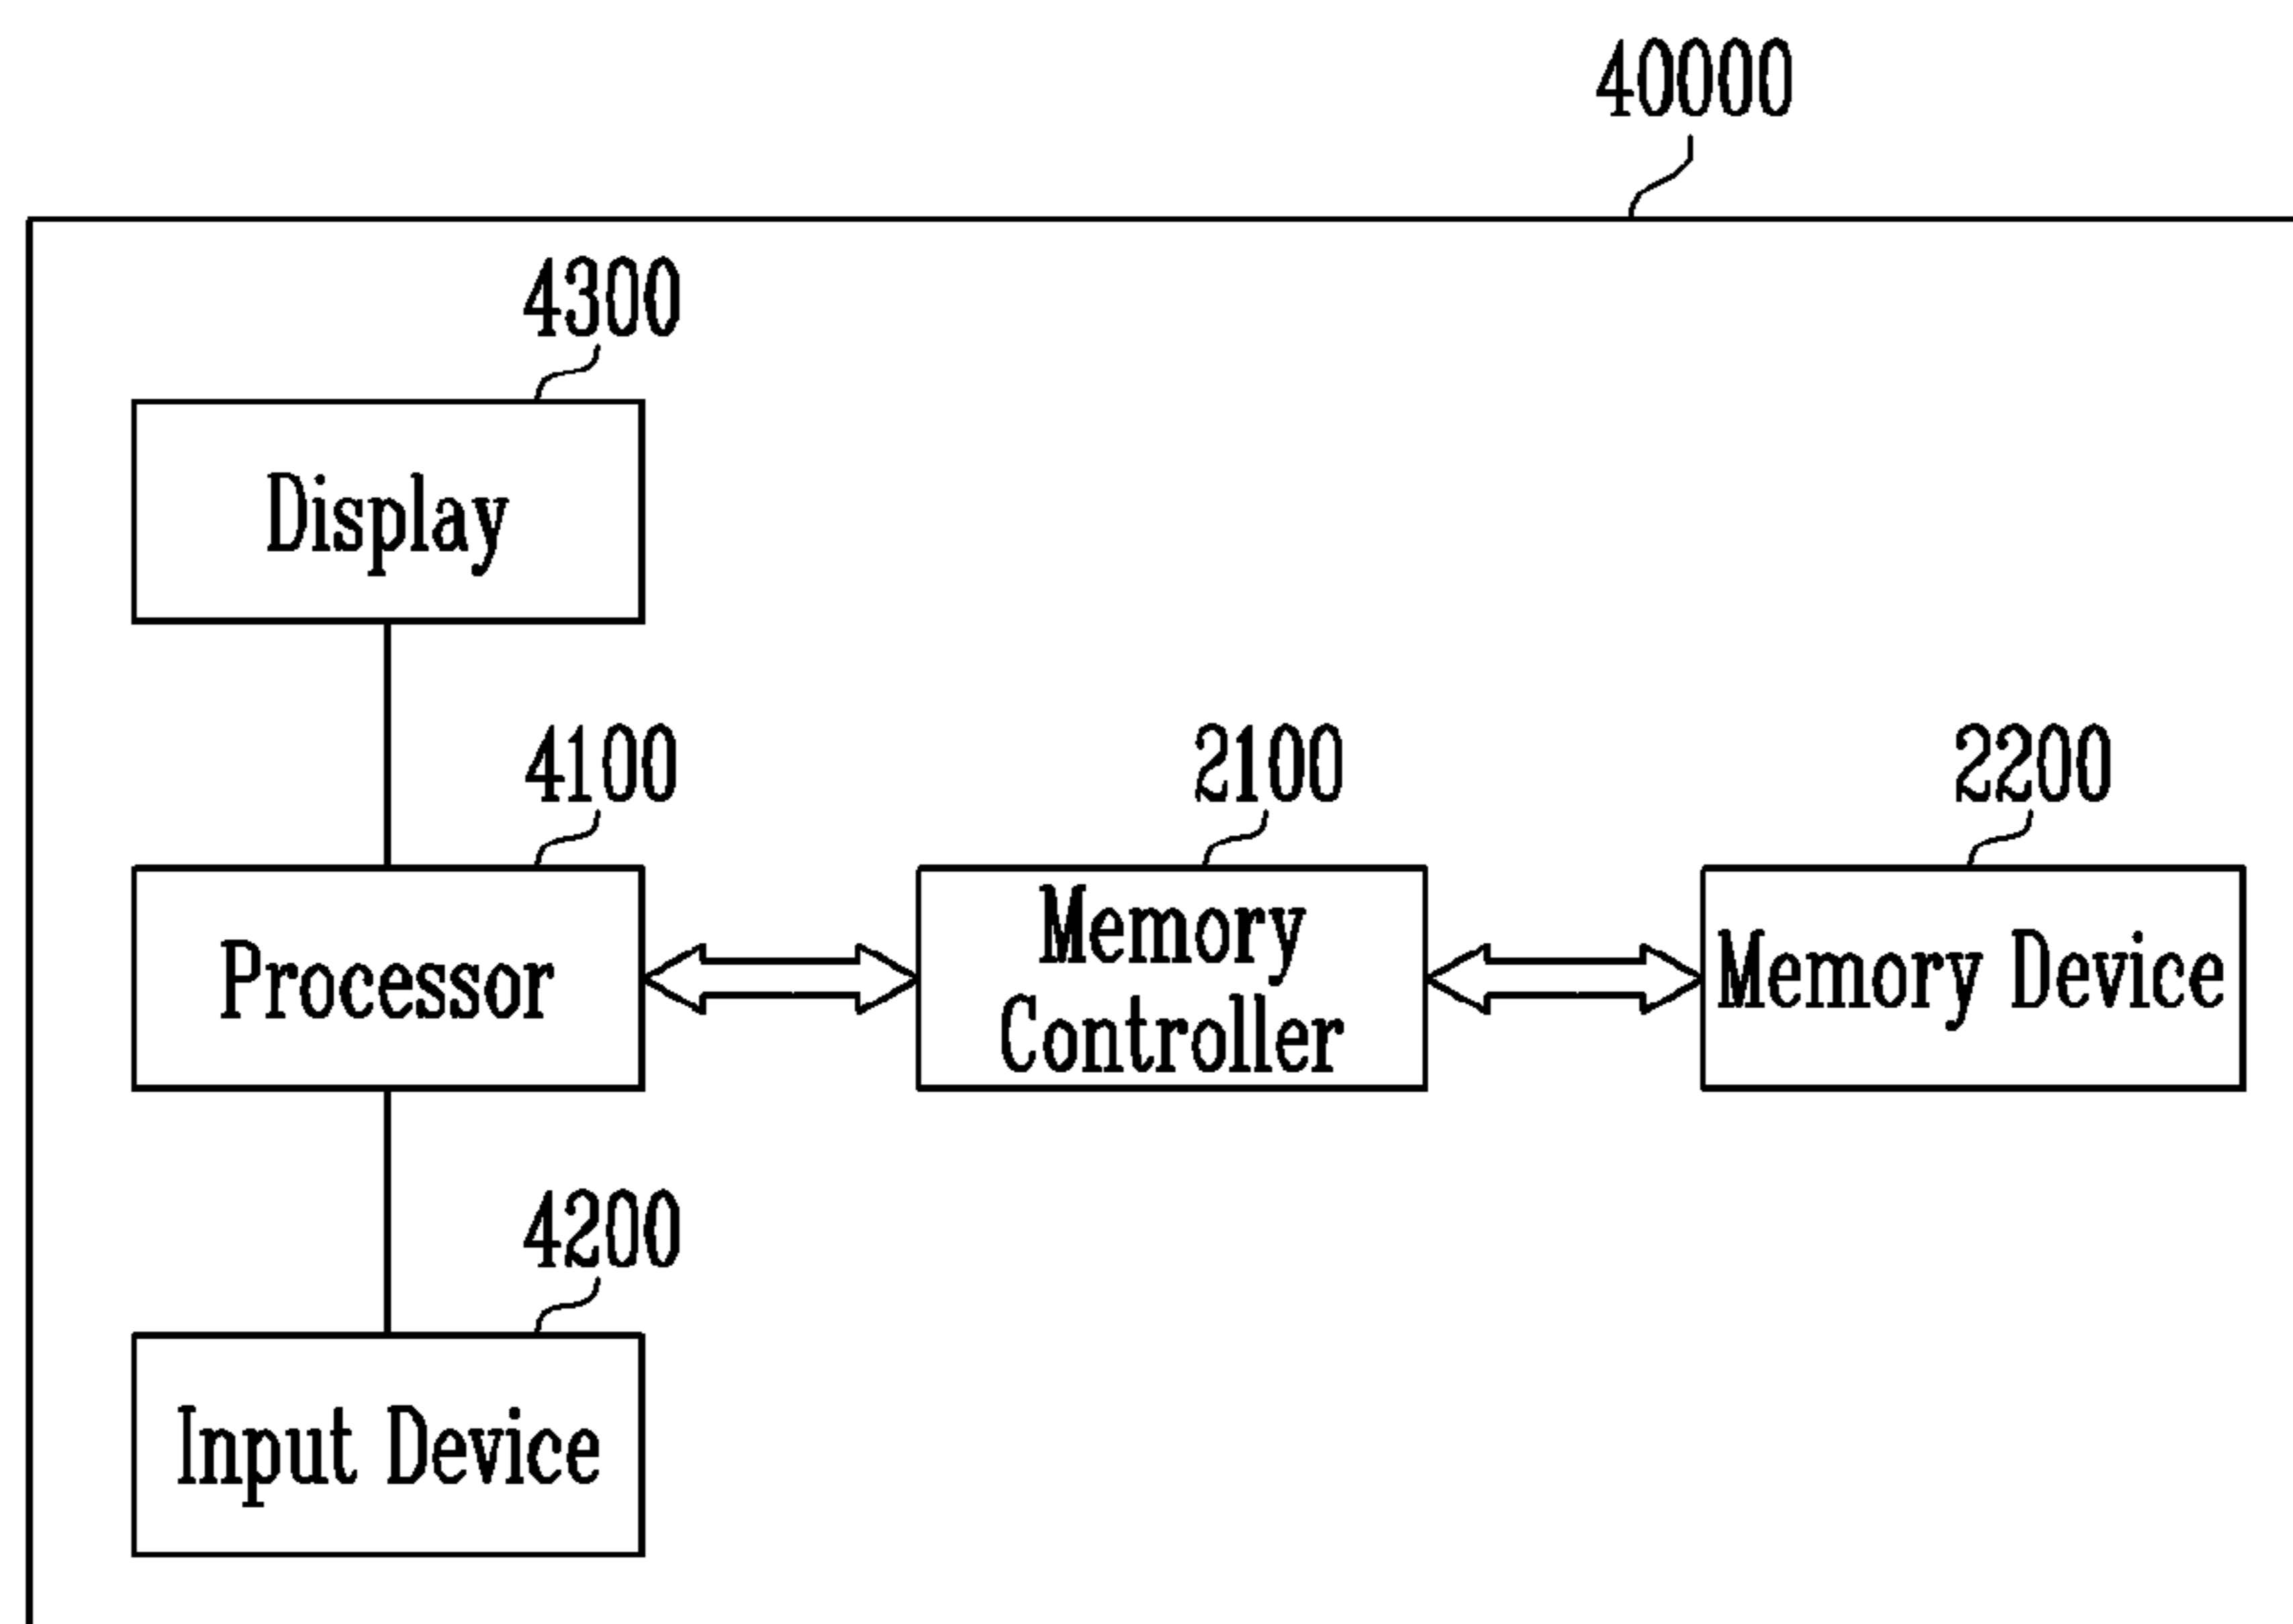 40000
4300
Display
4100
2100
2200
Processor
Memory
Controller
Memory Device
4200
Input Device